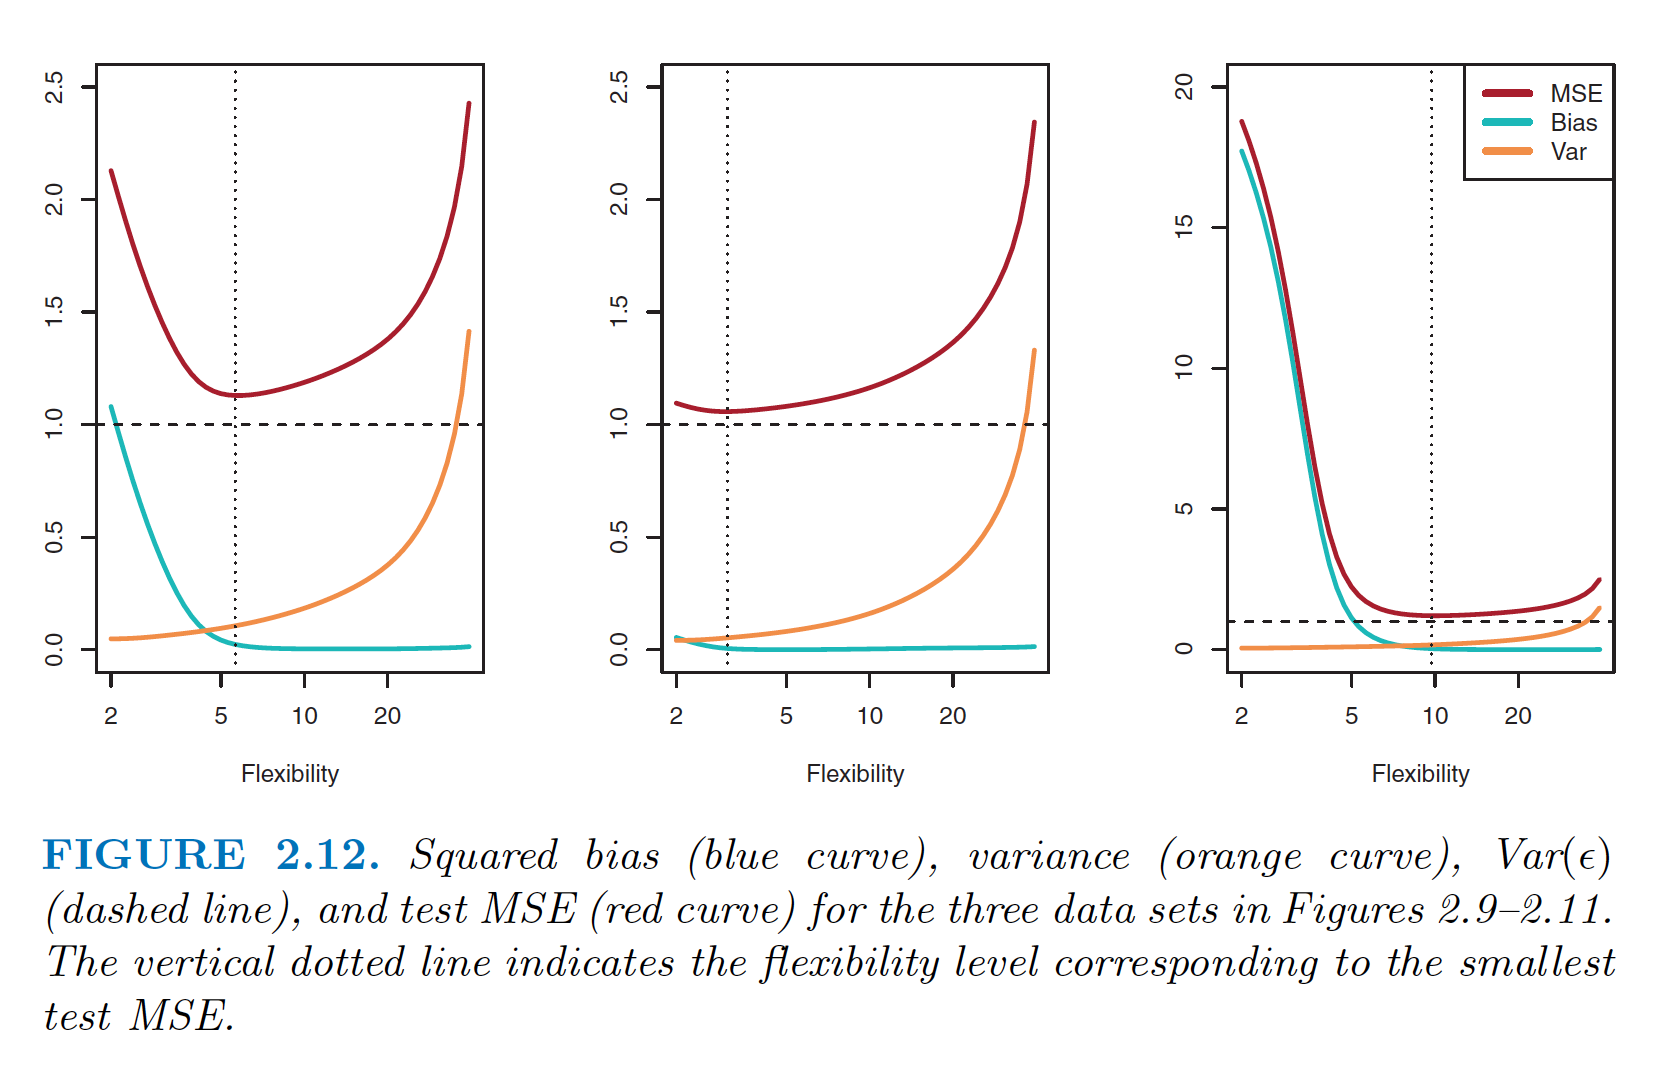 2.5
2.0
1.5
1.0
0.5
0.0
2 5 10 20
Flexibility
2.5
2.0
1.5
1.0
0.5
0.0
2 5 10 20
Flexibility
20
15
10
5
0
2 5 10 20
Flexibility
MSE
Bias
Var
FIGURE 2.12. Squared bias (blue curve), variance (orange curve), Var(ϵ)
(dashed line), and test MSE (red curve) for the three data sets in Figures 2.9–2.11.
The vertical dotted line indicates the flexibility level corresponding to the smallest
test MSE.